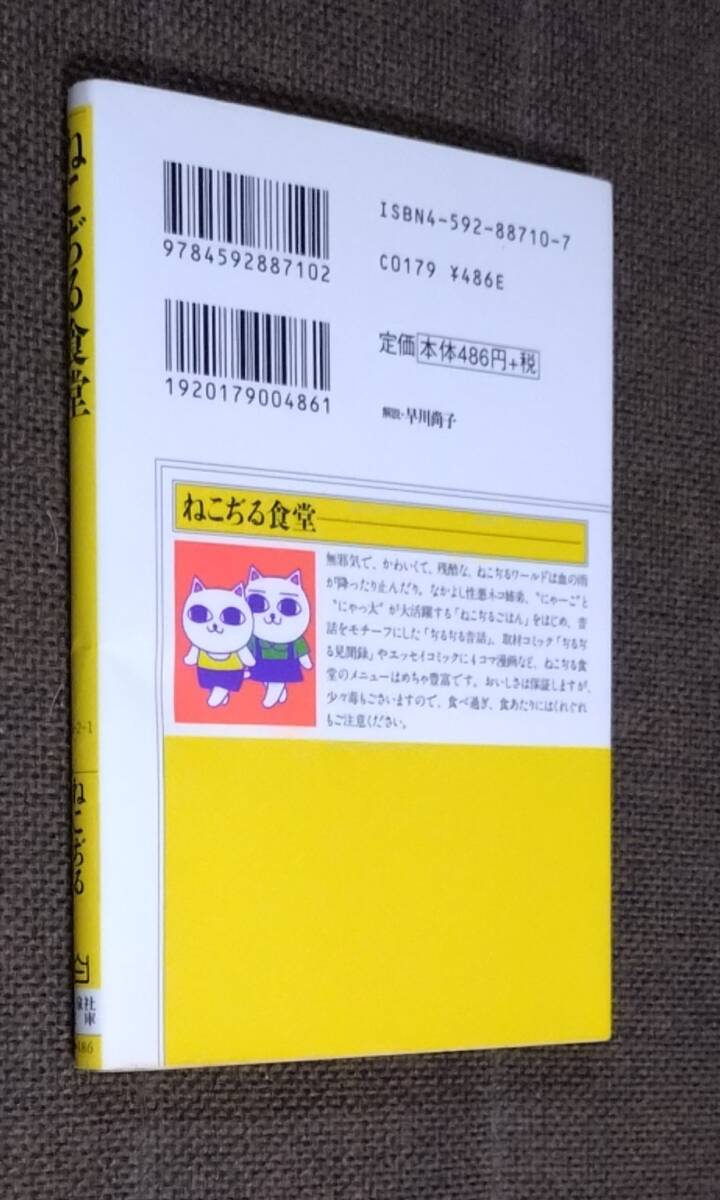 ねこぢる食堂
ねこぢる
9784592887102
ISBN4-592-88710-7
C0179 ¥486E
1920179004861
定価 本体486円+税
解説・早川尚子
ねこぢる食堂
無邪気で、かわいくて、残酷な、ねこぢるワールドは血の雨
が降ったり止んだり。なかよし性悪ネコ姉弟、“にゃーこ”と
“にゃっ太”が大活躍する「ねこぢるごはん」をはじめ、昔
話をモチーフにした「ぢるぢる昔話」、取材コミック「ぢるぢ
る見聞録」やエッセイコミックに4コマ漫画など、ねこぢる食
堂のメニューはめちゃ豊富です。おいしさは保証しますが、
少々毒もございますので、食べ過ぎ、食あたりにはくれぐれ
もご注意ください。